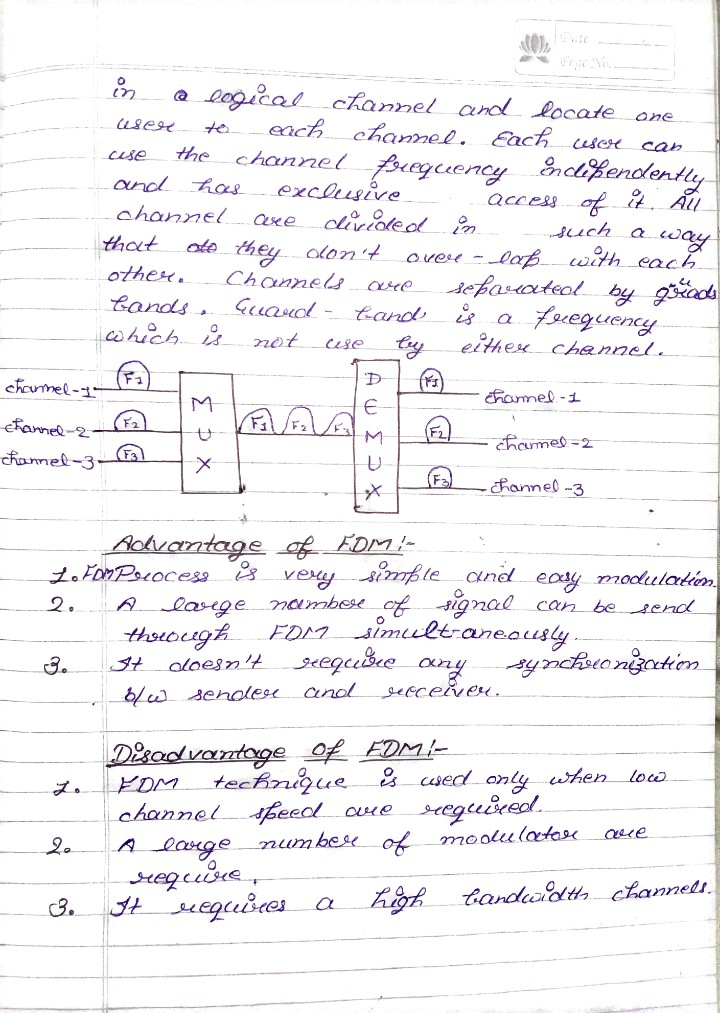 Date
Page No.
in a logical channel and locate one
user to each channel. Each user can
use the channel frequency indipendently
and has exclusive access of it. All
channel are divided in such a way
that they don't over-lap with each
other. Channels are separated by
bands. Guard-band is a frequency
which is not use by either channel.
channel-1 F1
channel-2 F2
channel-3 F3
MUX
F1 F2 F3
DEMUX
F1 channel-1
F2 channel-2
F3 channel-3
Advantage of FDM:-
1. FDM Process is very simple and easy modulation.
2. A large number of signal can be send
through FDM simultaneously.
3. It doesn't require any synchronization
b/w sender and receiver.
Disadvantage of FDM:-
1. FDM technique is used only when low
channel speed are required.
2. A large number of modulator are
require.
3. It requires a high bandwidth channels.